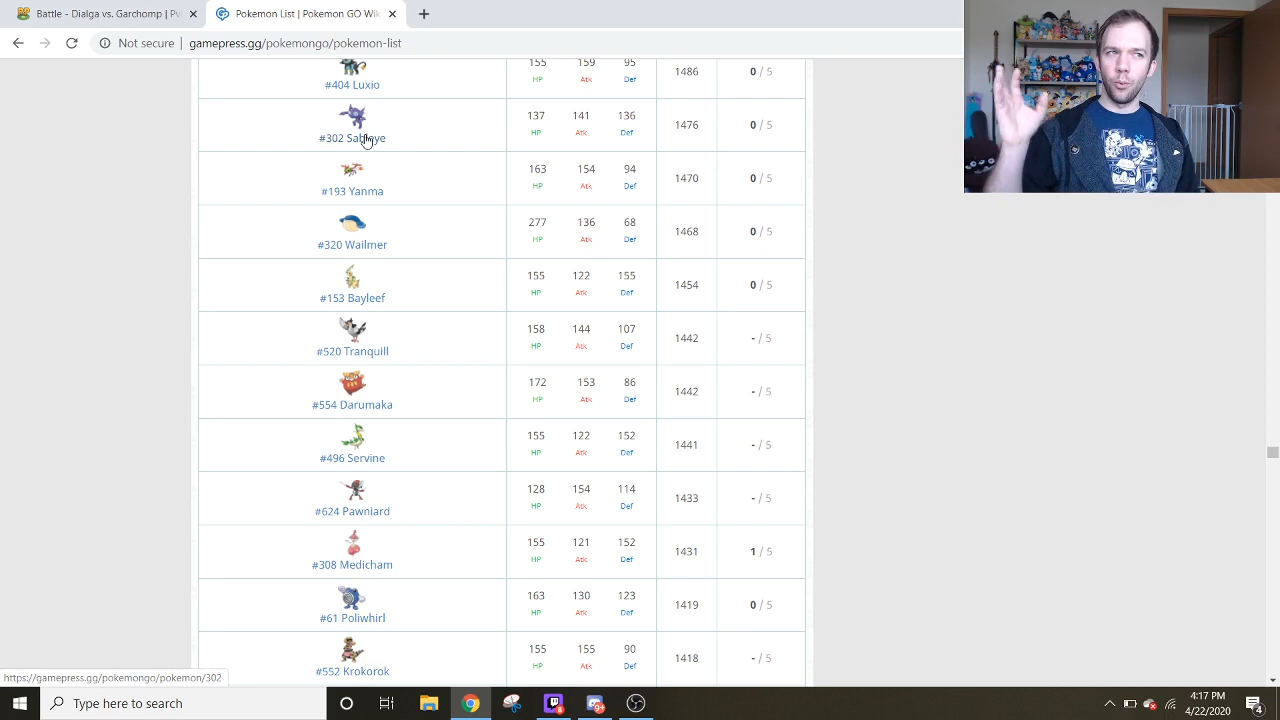 Battle - Dialga vs. Garchomp | Pv
Pokemon List | Pokemon GO Wik
Not secure | gamepress.gg/pokemongo/pokemon-list
#404 Luxio 155 HP 159 Atk 95 Def 1486 0 / 5
#302 Sableye 137 HP 141 Atk 136 Def 1476 0 / 5
#193 Yanma 163 HP 154 Atk 94 Def 1470 0 / 5
#320 Wailmer 277 HP 136 Atk 68 Def 1468 0 / 5
#153 Bayleef 155 HP 122 Atk 155 Def 1454 0 / 5
#520 Tranquill 158 HP 144 Atk 107 Def 1442 - / 5
#554 Darumaka 172 HP 153 Atk 86 Def 1442 - / 5
#496 Servine 155 HP 122 Atk 152 Def 1441 - / 5
#624 Pawniard 128 HP 154 Atk 114 Def 1433 - / 5
#308 Medicham 155 HP 121 Atk 152 Def 1431 1 / 5
#61 Poliwhirl 163 HP 130 Atk 123 Def 1419 0 / 5
#552 Krokorok 155 HP 155 Atk 90 Def 1418 - / 5
https://gamepress.gg/pokemongo/pokemon/302
Type here to search
4:17 PM
4/22/2020
4